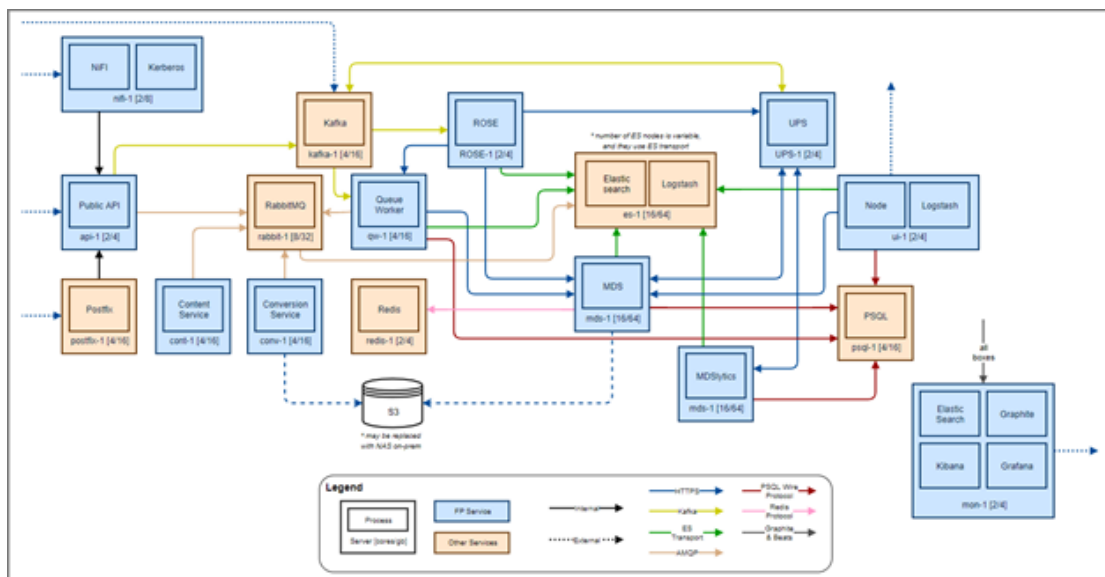 NiFi
Kerberos
nifi-1 [2/8]
Kafka
kafka-1 [4/16]
ROSE
ROSE-1 [2/4]
UPS
UPS-1 [2/4]
* number of ES nodes is variable,
and they use ES transport
Elastic
search
Logstash
es-1 [16/64]
Public API
api-1 [2/4]
RabbitMQ
rabbit-1 [8/32]
Queue
Worker
qw-1 [4/16]
Node
Logstash
ui-1 [2/4]
Postfix
postfix-1 [4/16]
Content
Service
cont-1 [4/16]
Conversion
Service
conv-1 [4/16]
Redis
redis-1 [2/4]
MDS
mds-1 [16/64]
PSQL
psql-1 [4/16]
MDSlytics
mds-1 [16/64]
all
boxes
S3
* may be replaced
with NAS on-prem
Elastic
Search
Graphite
Kibana
Grafana
mon-1 [2/4]
Legend
Process
Server [cores/gb]
FP Service
Other Services
Internal
External
HTTPS
Kafka
ES
Transport
AMQP
PSQL Wire
Protocol
Redis
Protocol
Graphite
& Beats